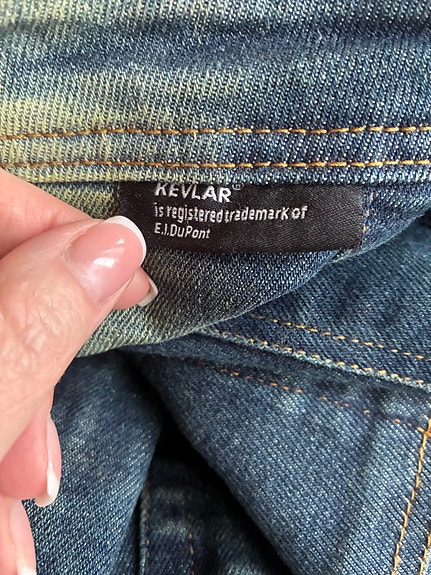 KEVLAR
is registered trademark of
E.I.DuPont